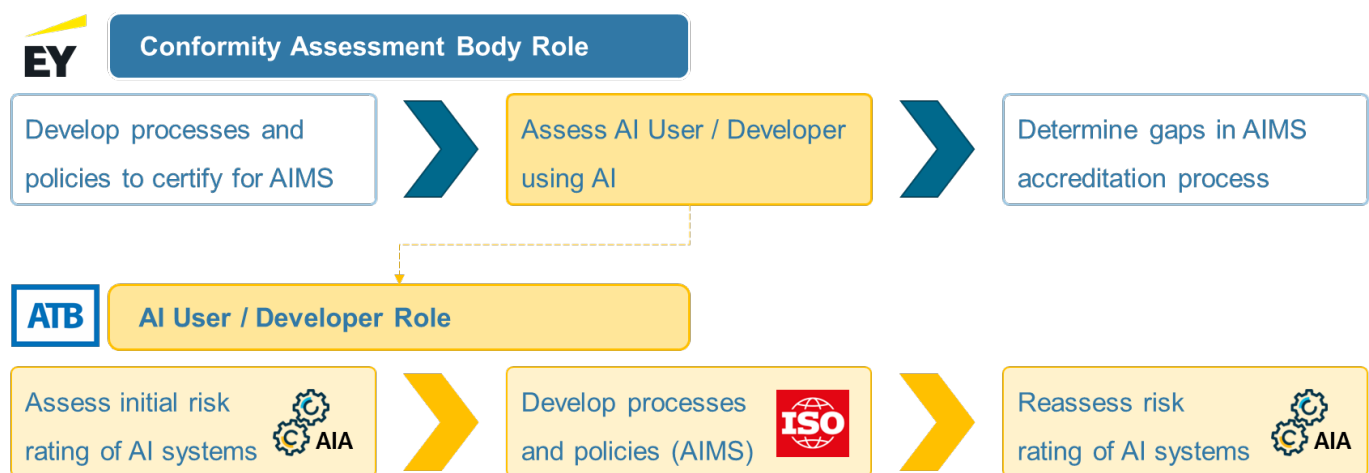 EY
Conformity Assessment Body Role
Develop processes and
policies to certify for AIMS
Assess AI User / Developer
using AI
Determine gaps in AIMS
accreditation process
ATB
AI User / Developer Role
Assess initial risk
rating of AI systems
C
C AIA
Develop processes
and policies (AIMS)
ISO
Reassess risk
rating of AI systems
C
C AIA